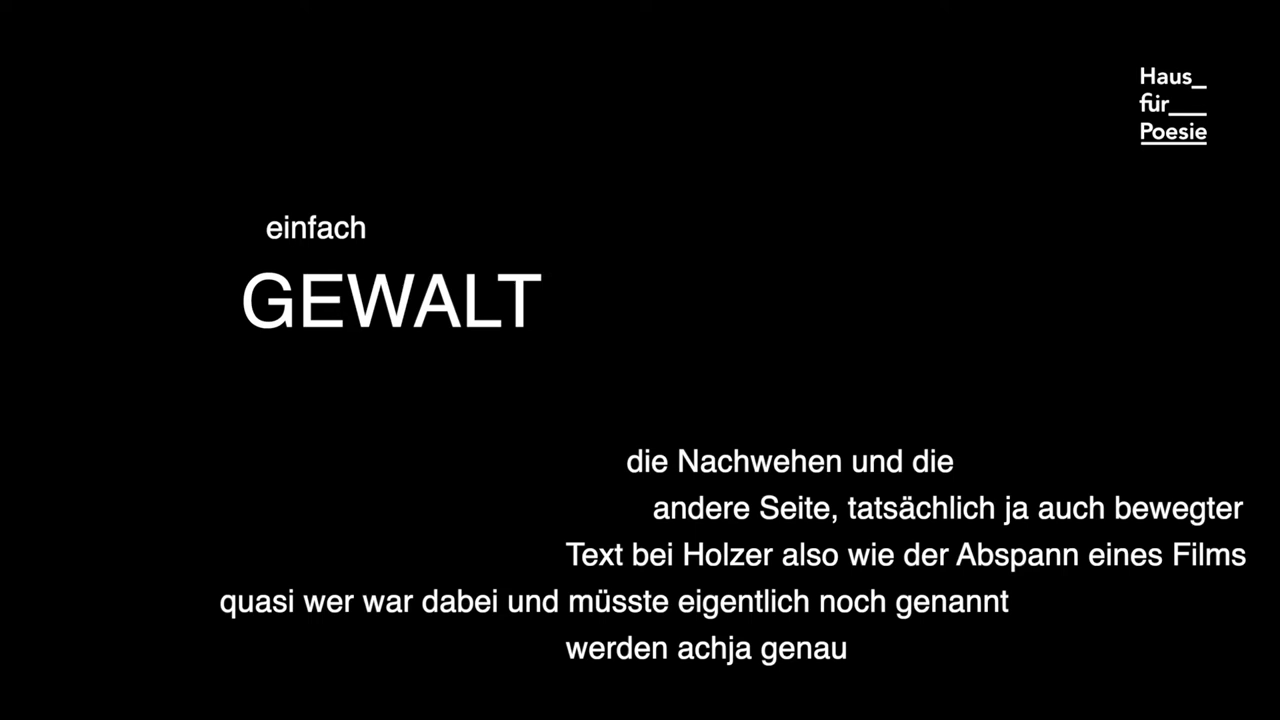 Haus_
für__
Poesie
einfach
GEWALT
die Nachwehen und die
andere Seite, tatsächlich ja auch bewegter
Text bei Holzer also wie der Abspann eines Films
quasi wer war dabei und müsste eigentlich noch genannt
werden achja genau